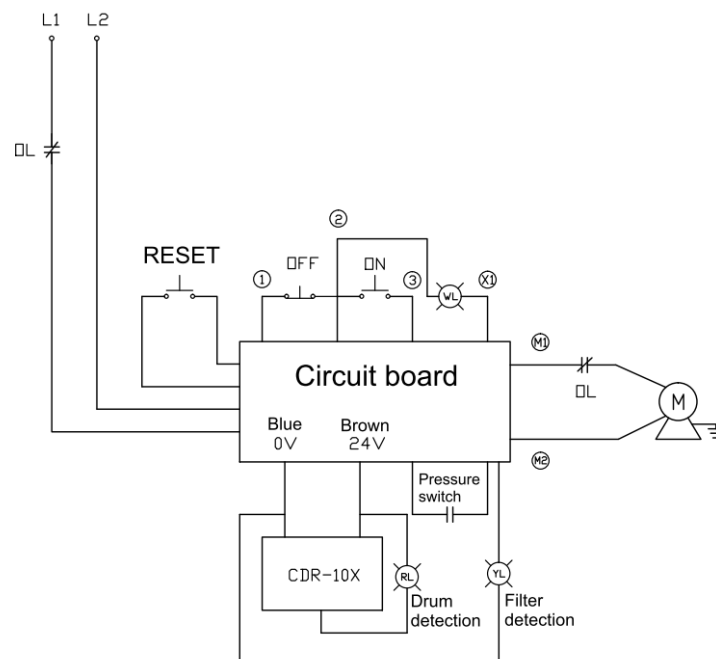 L1 L2
OL
RESET
1
OFF
2
ON
3
WL
X1
M1
OL
M
M2
Circuit board
Blue
0V
Brown
24V
Pressure
switch
CDR-10X
RL
Drum
detection
YL
Filter
detection